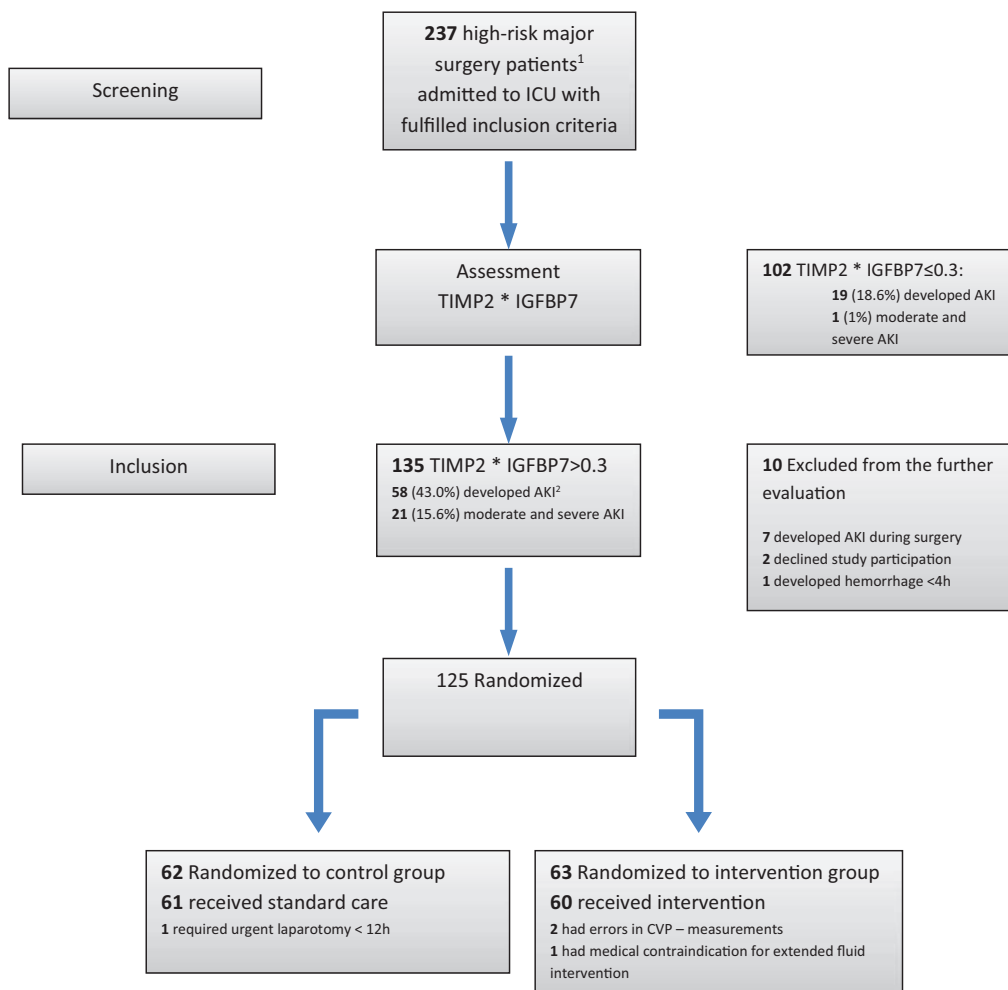 237 high-risk major
surgery patients1
admitted to ICU with
fulfilled inclusion criteria
Screening
Assessment
TIMP2 * IGFBP7
102 TIMP2 * IGFBP7≤0.3:
19 (18.6%) developed AKI
1 (1%) moderate and
severe AKI
Inclusion
135 TIMP2 * IGFBP7>0.3
58 (43.0%) developed AKI2
21 (15.6%) moderate and severe AKI
10 Excluded from the further
evaluation
7 developed AKI during surgery
2 declined study participation
1 developed hemorrhage <4h
125 Randomized
62 Randomized to control group
61 received standard care
1 required urgent laparotomy < 12h
63 Randomized to intervention group
60 received intervention
2 had errors in CVP – measurements
1 had medical contraindication for extended fluid
intervention